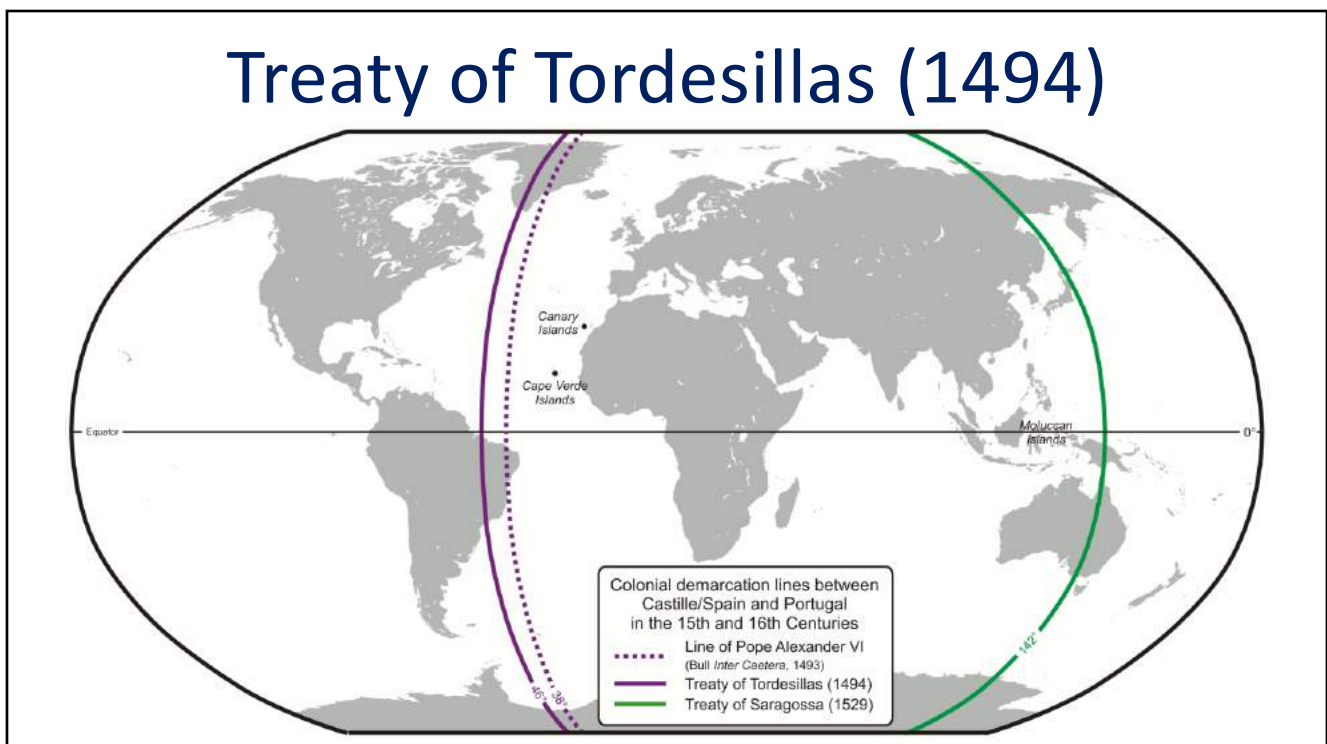 Treaty of Tordesillas (1494)
Canary
Islands
Cape Verde
Islands
Equator
Moluccan
Islands
0°
Colonial demarcation lines between
Castille/Spain and Portugal
in the 15th and 16th Centuries
Line of Pope Alexander VI
(Bull Inter Caetera, 1493)
Treaty of Tordesillas (1494)
Treaty of Saragossa (1529)
142°
46°
38°